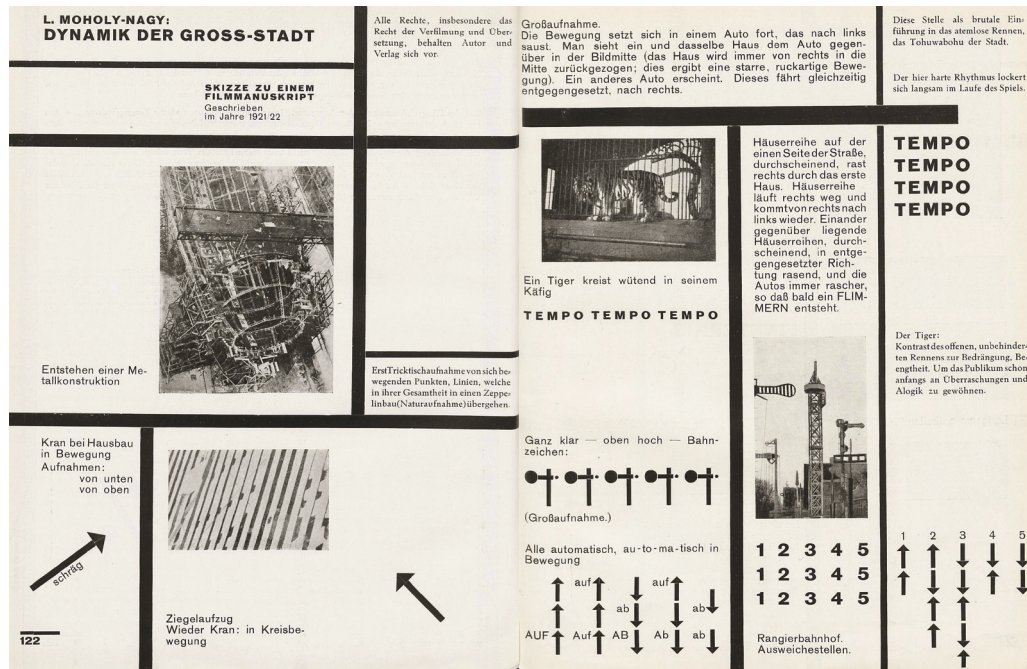 L. MOHOLY-NAGY:
DYNAMIK DER GROSS-STADT
SKIZZE ZU EINEM
FILMMANUSKRIPT
Geschrieben
im Jahre 1921/22
Alle Rechte, insbesondere das
Recht der Verfilmung und Über-
setzung, behalten Autor und
Verlag sich vor.
Entstehen einer Me-
tallkonstruktion
Erst Tricktischaufnahme von sich be-
wegenden Punkten, Linien, welche
in ihrer Gesamtheit in einen Zeppe-
linbau (Naturaufnahme) übergehen.
Kran bei Hausbau
in Bewegung
Aufnahmen:
von unten
von oben
schräg
Ziegelaufzug
Wieder Kran: in Kreisbe-
wegung
122
Großaufnahme.
Die Bewegung setzt sich in einem Auto fort, das nach links
saust. Man sieht ein und dasselbe Haus dem Auto gegen-
über in der Bildmitte (das Haus wird immer von rechts in die
Mitte zurückgezogen; dies ergibt eine starre, ruckartige Bewe-
gung). Ein anderes Auto erscheint. Dieses fährt gleichzeitig
entgegengesetzt, nach rechts.
Diese Stelle als brutale Ein-
führung in das atemlose Rennen,
das Tohuwabohu der Stadt.
Der hier harte Rhythmus lockert
sich langsam im Laufe des Spiels.
Ein Tiger kreist wütend in seinem
Käfig
TEMPO TEMPO TEMPO
Ganz klar — oben hoch — Bahn-
zeichen:
(Großaufnahme.)
Alle automatisch, au-to-ma-tisch in
Bewegung
auf auf
ab ab
AUF Auf AB Ab ab
Häuserreihe auf der
einen Seite der Straße,
durchscheinend, rast
rechts durch das erste
Haus. Häuserreihe
läuft rechts weg und
kommt von rechts nach
links wieder. Einander
gegenüber liegende
Häuserreihen, durch-
scheinend, in entge-
gengesetzter Rich-
tung rasend, und die
Autos immer rascher,
so daß bald ein FLIM-
MERN entsteht.
1 2 3 4 5
1 2 3 4 5
1 2 3 4 5
Rangierbahnhof.
Ausweichestellen.
TEMPO
TEMPO
TEMPO
TEMPO
Der Tiger:
Kontrast des offenen, unbehinder-
ten Rennens zur Bedrängung, Be-
engtheit. Um das Publikum schon
anfangs an Überraschungen und
Alogik zu gewöhnen.
1 2 3 4 5